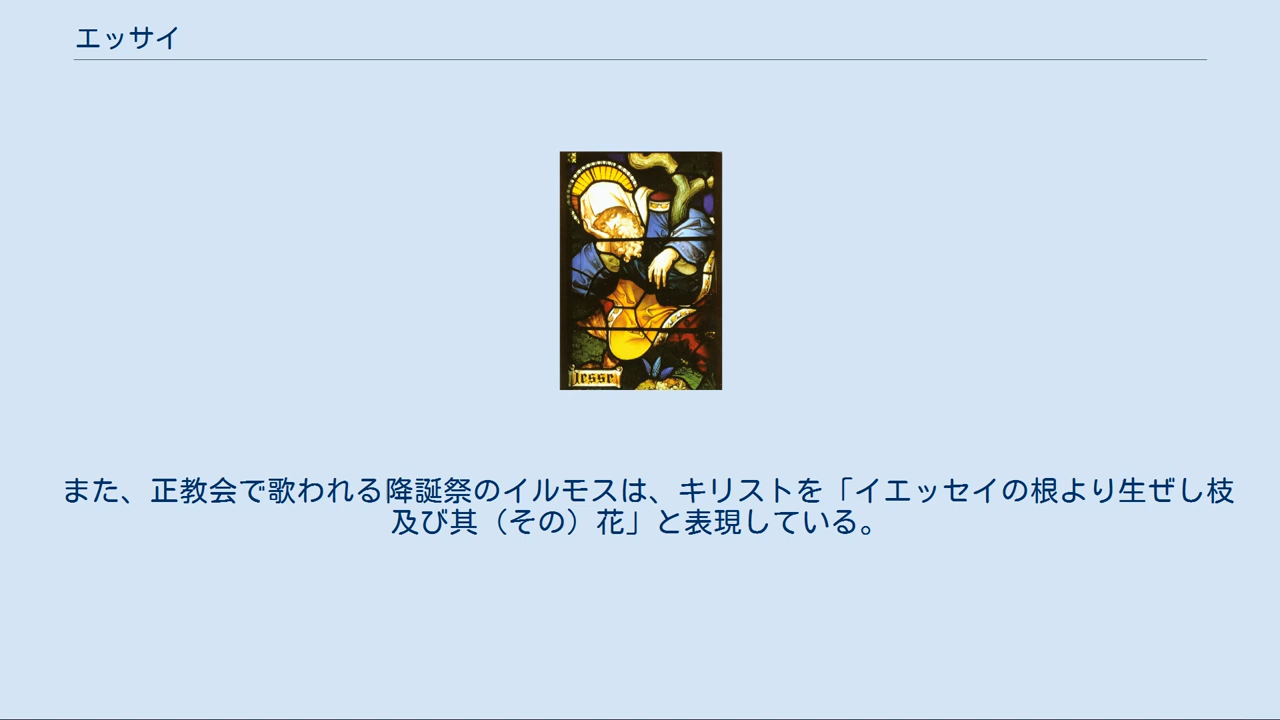 エッサイ
Jesse
また、正教会で歌われる降誕祭のイルモスは、キリストを「イエッセイの根より生ぜし枝
及び其（その）花」と表現している。